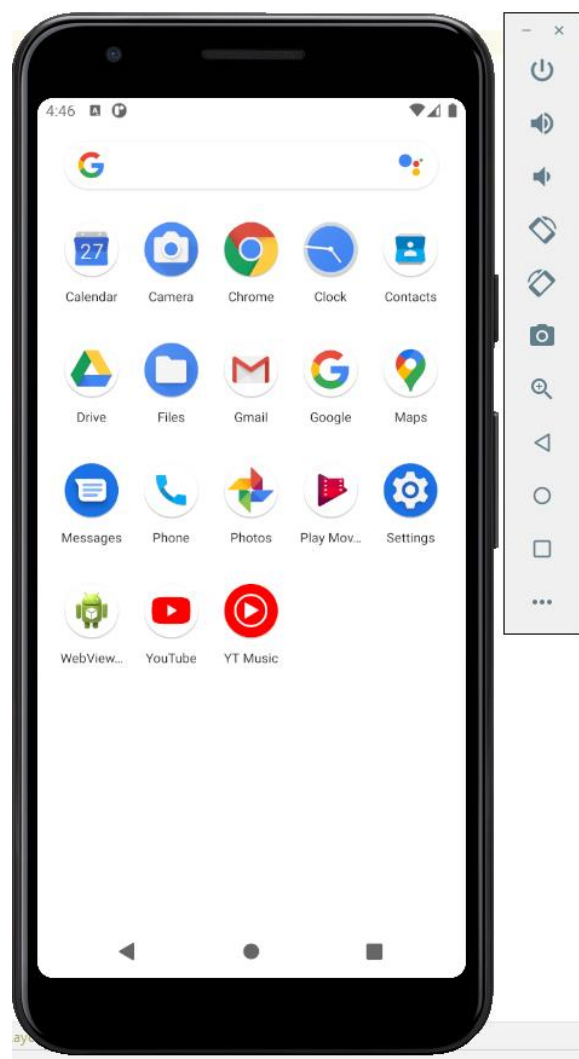 4:46
27
Calendar Camera Chrome Clock Contacts
Drive Files Gmail Google Maps
Messages Phone Photos Play Mov... Settings
WebView... YouTube YT Music